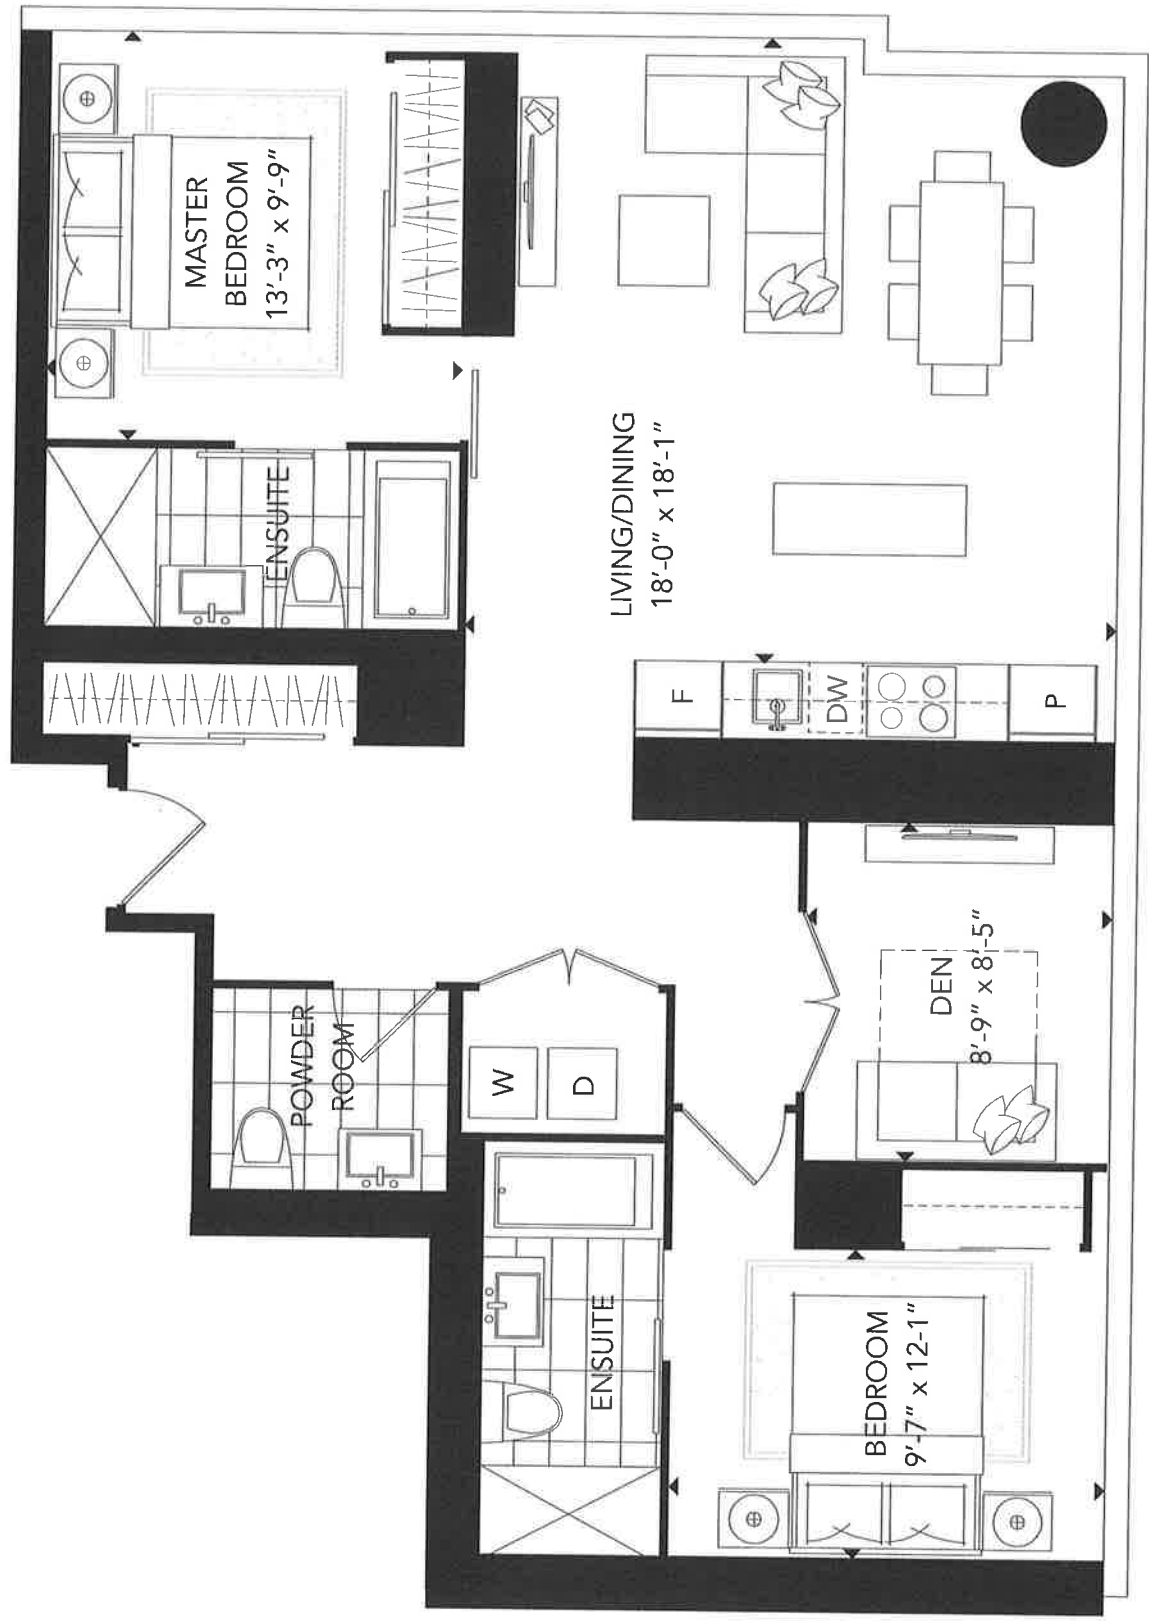 MASTER
BEDROOM
13'-3" x 9'-9"
ENSUITE
LIVING/DINING
18'-0" x 18'-1"
F
DW
P
POWDER
ROOM
W
D
DEN
8'-9" x 8'-5"
ENSUITE
BEDROOM
9'-7" x 12'-1"